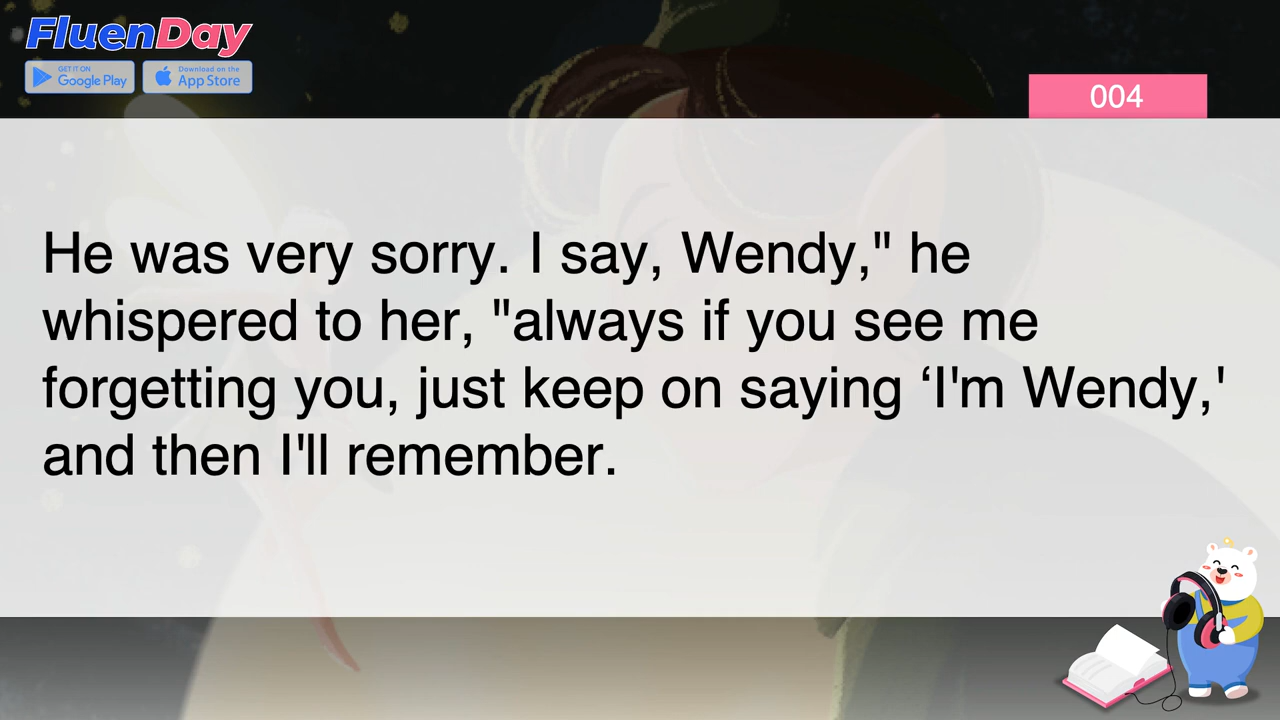 FluenDay
GET IT ON
Google Play
Download on the
App Store
004
He was very sorry. I say, Wendy," he
whispered to her, "always if you see me
forgetting you, just keep on saying ‘I'm Wendy,'
and then I'll remember.